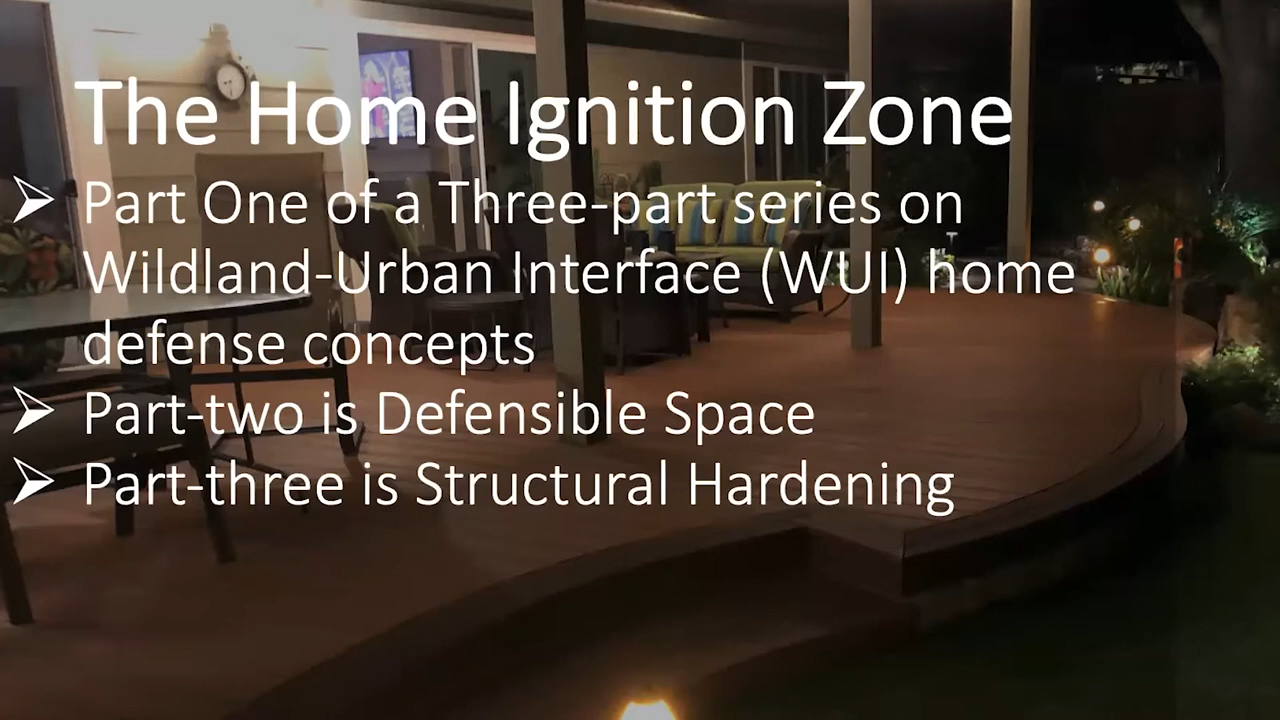 The Home Ignition Zone
Part One of a Three-part series on
Wildland-Urban Interface (WUI) home
defense concepts
Part-two is Defensible Space
Part-three is Structural Hardening